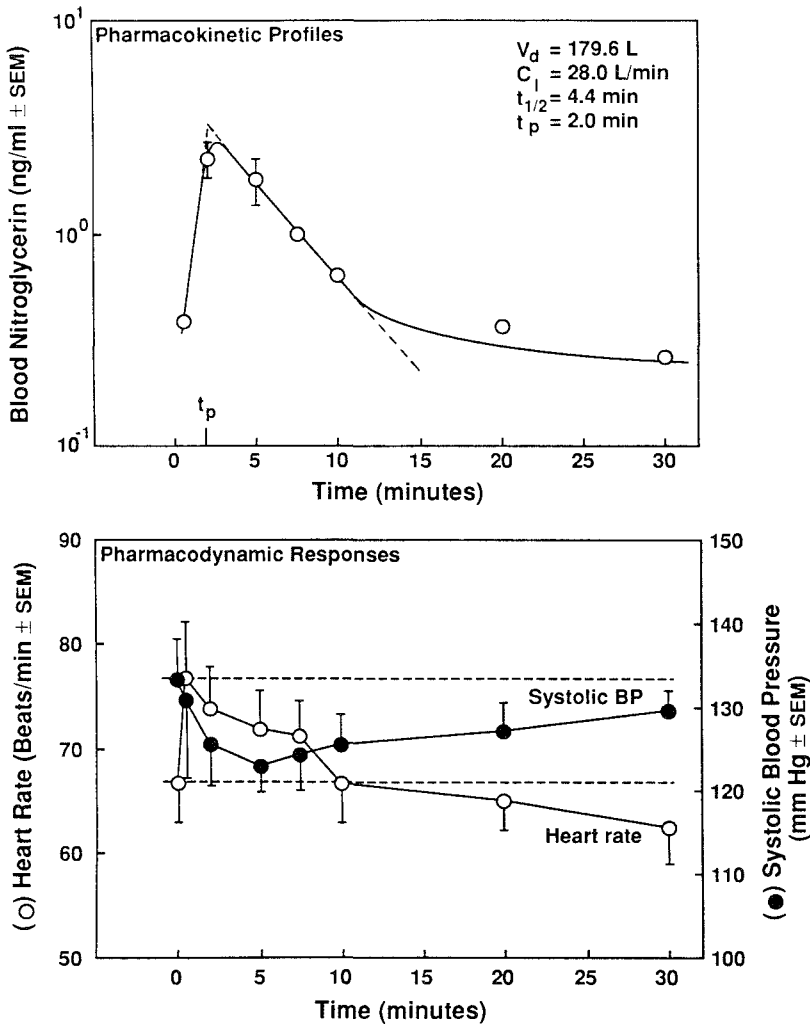 Pharmacokinetic Profiles
V_d = 179.6 L
C_l = 28.0 L/min
t_1/2 = 4.4 min
t_p = 2.0 min
Blood Nitroglycerin (ng/ml ± SEM)
10^1
10^0
10^-1
t_p
0 5 10 15 20 25 30
Time (minutes)
Pharmacodynamic Responses
(○) Heart Rate (Beats/min ± SEM)
90
80
70
60
50
Systolic BP
Heart rate
150
140
130
120
110
100
(●) Systolic Blood Pressure
(mm Hg ± SEM)
0 5 10 15 20 25 30
Time (minutes)